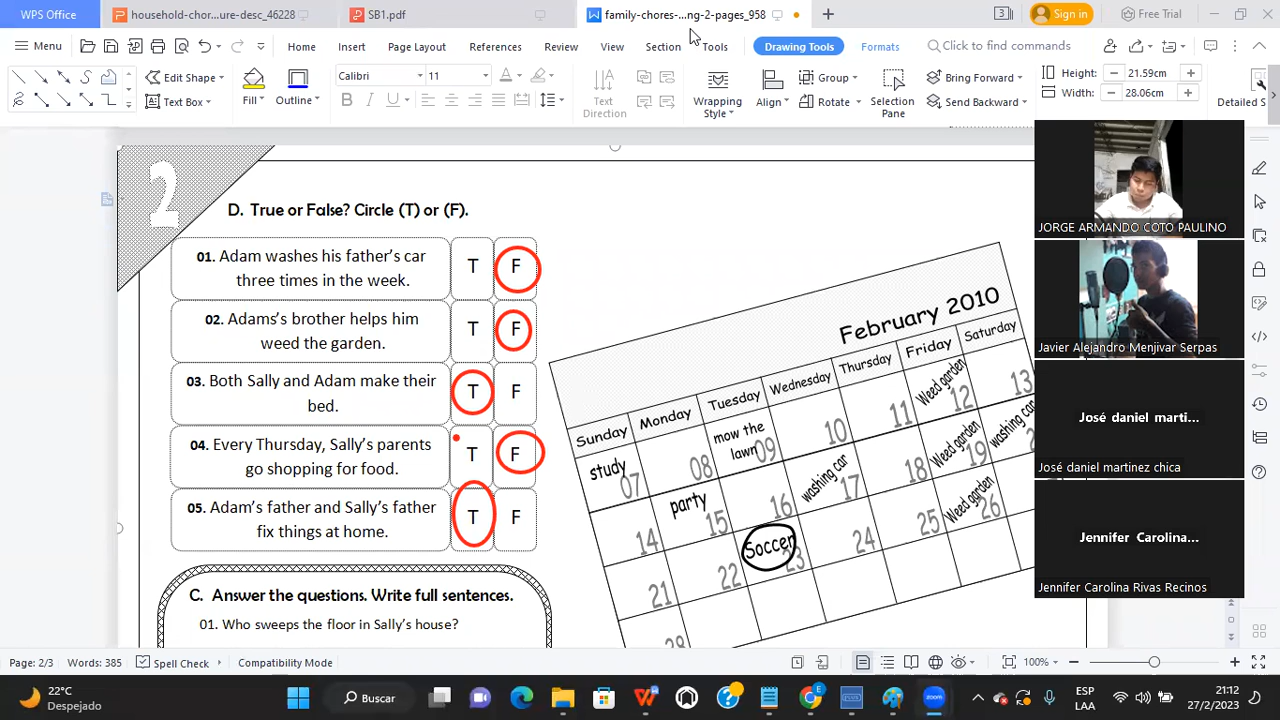 WPS Office
household-chor...ure-desc_46228
SB1.pdf
family-chores-...ng-2-pages_958
3
Sign in
Free Trial
Menu
Home
Insert
Page Layout
References
Review
View
Section
Tools
Drawing Tools
Formats
Click to find commands
Edit Shape
Text Box
Fill
Outline
Calibri
11
Text Direction
Wrapping Style
Align
Group
Rotate
Selection Pane
Bring Forward
Send Backward
Height: 21.59cm
Width: 28.06cm
Detailed S
2
D. True or False? Circle (T) or (F).
01. Adam washes his father's car three times in the week.
T F
02. Adams's brother helps him weed the garden.
T F
03. Both Sally and Adam make their bed.
T F
04. Every Thursday, Sally's parents go shopping for food.
T F
05. Adam's father and Sally's father fix things at home.
T F
C. Answer the questions. Write full sentences.
01. Who sweeps the floor in Sally's house?
February 2010
Sunday Monday Tuesday Wednesday Thursday Friday Saturday
study 07
08
mow the lawn 09
10
11
Weed garden 12
13
14
party 15
16
washing car 17
18
Weed garden 19
washing car
21
22
Soccer 23
24
25
Weed garden 26
28
JORGE ARMANDO COTO PAULINO
Javier Alejandro Menjivar Serpas
José daniel marti...
José daniel martinez chica
Jennifer Carolina...
Jennifer Carolina Rivas Recinos
Page: 2/3
Words: 385
Spell Check
Compatibility Mode
100%
22°C
Despejado
Buscar
ESP
LAA
21:12
27/2/2023